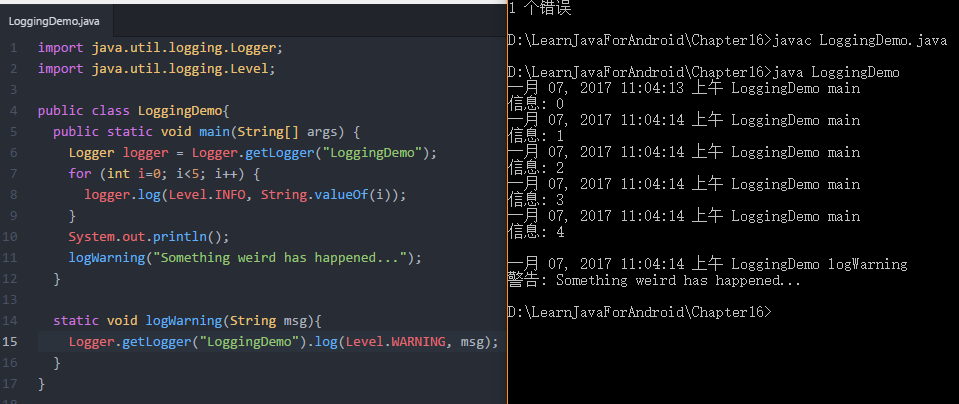 LoggingDemo.java
1 import java.util.logging.Logger;
2 import java.util.logging.Level;
3
4 public class LoggingDemo{
5   public static void main(String[] args) {
6     Logger logger = Logger.getLogger("LoggingDemo");
7     for (int i=0; i<5; i++) {
8       logger.log(Level.INFO, String.valueOf(i));
9     }
10     System.out.println();
11     logWarning("Something weird has happened...");
12   }
13
14   static void logWarning(String msg){
15     Logger.getLogger("LoggingDemo").log(Level.WARNING, msg);
16   }
17 }
18
1 个错误
D:\LearnJavaForAndroid\Chapter16>javac LoggingDemo.java
D:\LearnJavaForAndroid\Chapter16>java LoggingDemo
一月 07, 2017 11:04:13 上午 LoggingDemo main
信息: 0
一月 07, 2017 11:04:14 上午 LoggingDemo main
信息: 1
一月 07, 2017 11:04:14 上午 LoggingDemo main
信息: 2
一月 07, 2017 11:04:14 上午 LoggingDemo main
信息: 3
一月 07, 2017 11:04:14 上午 LoggingDemo main
信息: 4
一月 07, 2017 11:04:14 上午 LoggingDemo logWarning
警告: Something weird has happened...
D:\LearnJavaForAndroid\Chapter16>